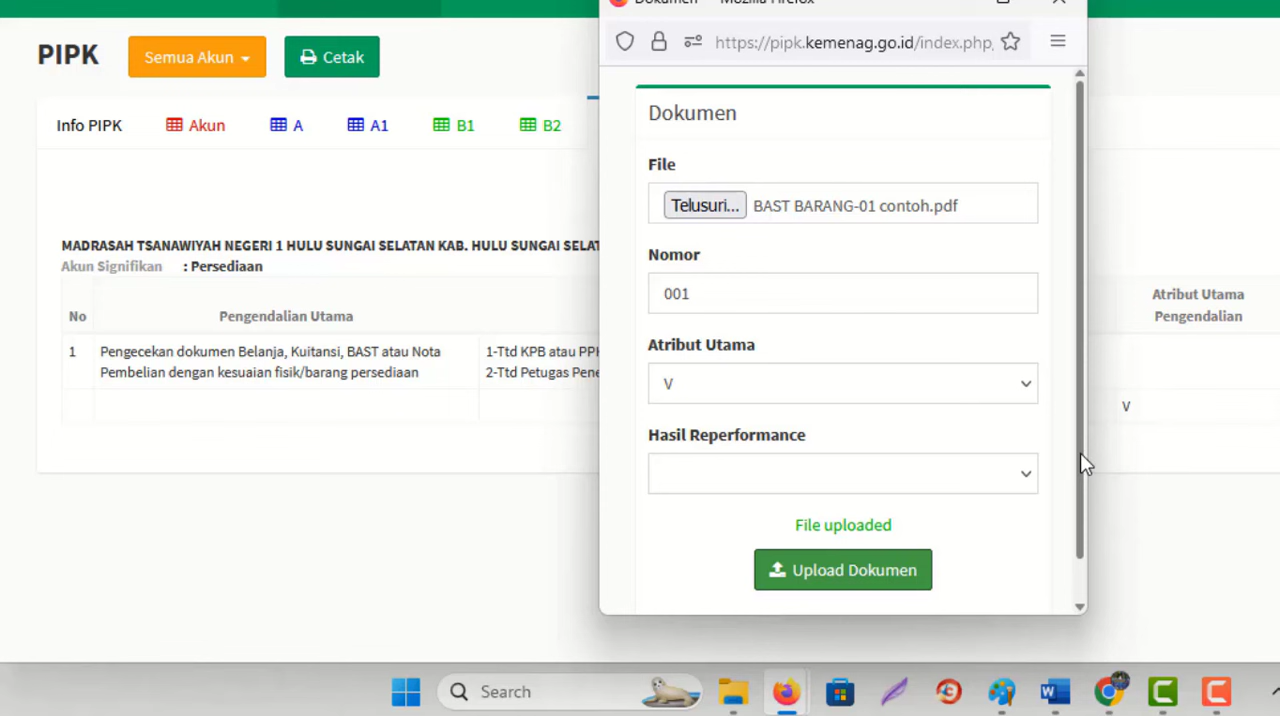 Dokumen — Mozilla Firefox
https://pipk.kemenag.go.id/index.php,
PIPK
Semua Akun
Cetak
Info PIPK
Akun
A
A1
B1
B2
MADRASAH TSANAWIYAH NEGERI 1 HULU SUNGAI SELATAN KAB. HULU SUNGAI SELAT
Akun Signifikan : Persediaan
No
Pengendalian Utama
Atribut Utama
Pengendalian
1
Pengecekan dokumen Belanja, Kuitansi, BAST atau Nota
Pembelian dengan kesuaian fisik/barang persediaan
1-Ttd KPB atau PPK
2-Ttd Petugas Pene
V
Dokumen
File
Telusuri...
BAST BARANG-01 contoh.pdf
Nomor
001
Atribut Utama
V
Hasil Reperformance
File uploaded
Upload Dokumen
Search